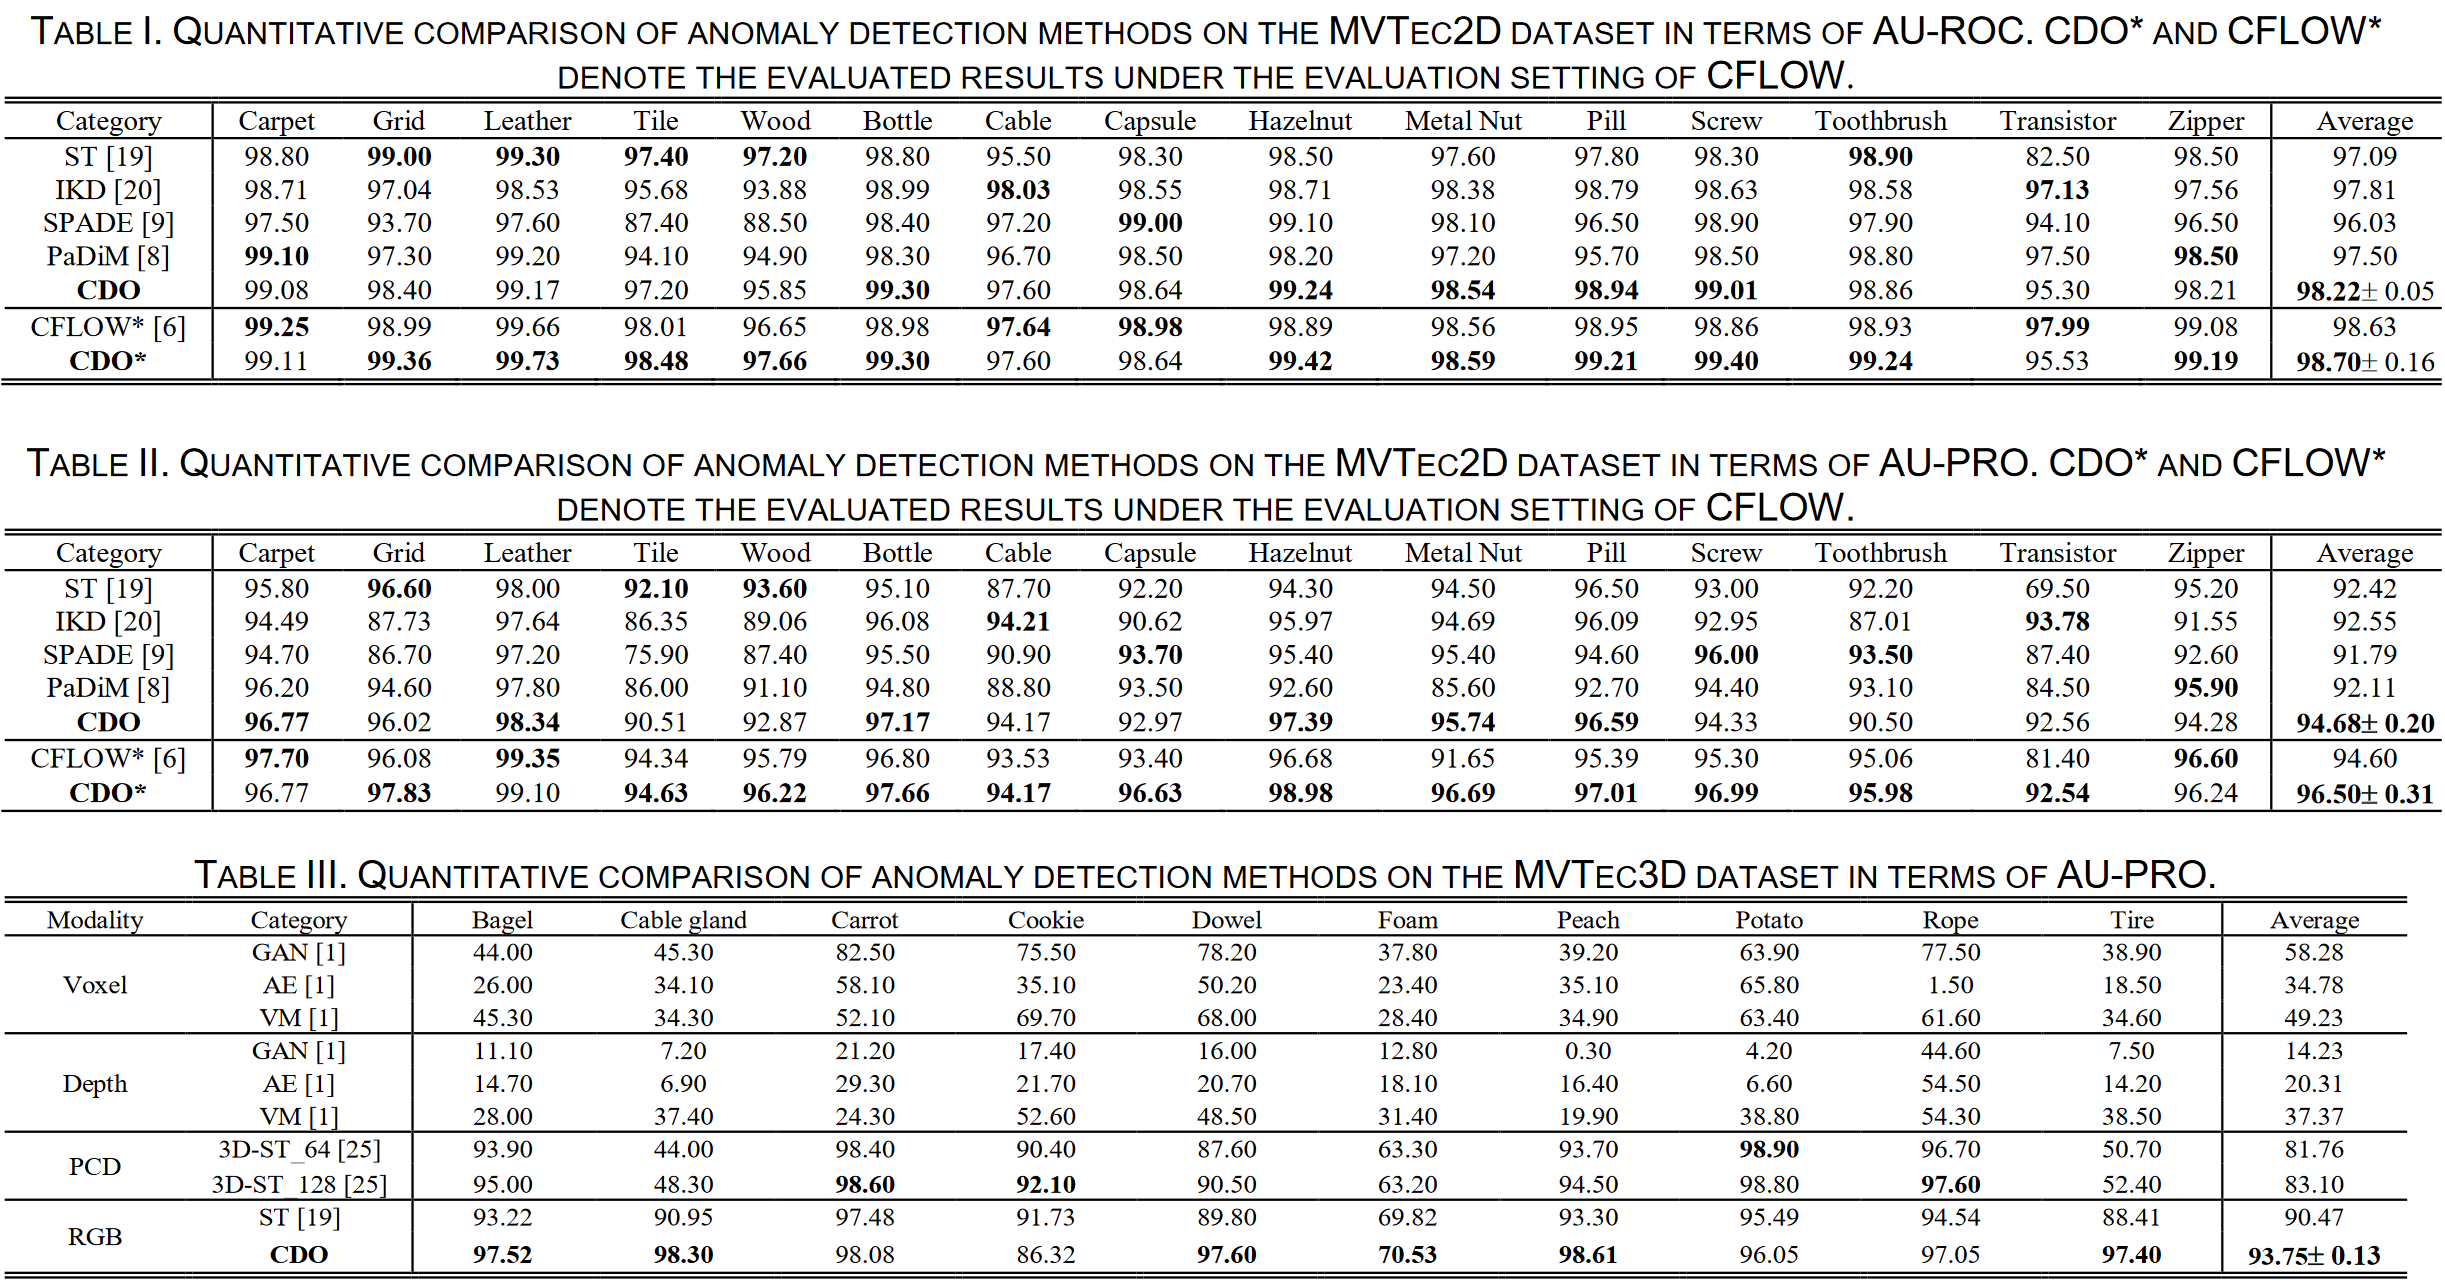 TABLE I. QUANTITATIVE COMPARISON OF ANOMALY DETECTION METHODS ON THE MVTEC2D DATASET IN TERMS OF AU-ROC. CDO* AND CFLOW*
DENOTE THE EVALUATED RESULTS UNDER THE EVALUATION SETTING OF CFLOW.
Category Carpet Grid Leather Tile Wood Bottle Cable Capsule Hazelnut Metal Nut Pill Screw Toothbrush Transistor Zipper Average
ST [19] 98.80 99.00 99.30 97.40 97.20 98.80 95.50 98.30 98.50 97.60 97.80 98.30 98.90 82.50 98.50 97.09
IKD [20] 98.71 97.04 98.53 95.68 93.88 98.99 98.03 98.55 98.71 98.38 98.79 98.63 98.58 97.13 97.56 97.81
SPADE [9] 97.50 93.70 97.60 87.40 88.50 98.40 97.20 99.00 99.10 98.10 96.50 98.90 97.90 94.10 96.50 96.03
PaDiM [8] 99.10 97.30 99.20 94.10 94.90 98.30 96.70 98.50 98.20 97.20 95.70 98.50 98.80 97.50 98.50 97.50
CDO 99.08 98.40 99.17 97.20 95.85 99.30 97.60 98.64 99.24 98.54 98.94 99.01 98.86 95.30 98.21 98.22± 0.05
CFLOW* [6] 99.25 98.99 99.66 98.01 96.65 98.98 97.64 98.98 98.89 98.56 98.95 98.86 98.93 97.99 99.08 98.63
CDO* 99.11 99.36 99.73 98.48 97.66 99.30 97.60 98.64 99.42 98.59 99.21 99.40 99.24 95.53 99.19 98.70± 0.16
TABLE II. QUANTITATIVE COMPARISON OF ANOMALY DETECTION METHODS ON THE MVTEC2D DATASET IN TERMS OF AU-PRO. CDO* AND CFLOW*
DENOTE THE EVALUATED RESULTS UNDER THE EVALUATION SETTING OF CFLOW.
Category Carpet Grid Leather Tile Wood Bottle Cable Capsule Hazelnut Metal Nut Pill Screw Toothbrush Transistor Zipper Average
ST [19] 95.80 96.60 98.00 92.10 93.60 95.10 87.70 92.20 94.30 94.50 96.50 93.00 92.20 69.50 95.20 92.42
IKD [20] 94.49 87.73 97.64 86.35 89.06 96.08 94.21 90.62 95.97 94.69 96.09 92.95 87.01 93.78 91.55 92.55
SPADE [9] 94.70 86.70 97.20 75.90 87.40 95.50 90.90 93.70 95.40 95.40 94.60 96.00 93.50 87.40 92.60 91.79
PaDiM [8] 96.20 94.60 97.80 86.00 91.10 94.80 88.80 93.50 92.60 85.60 92.70 94.40 93.10 84.50 95.90 92.11
CDO 96.77 96.02 98.34 90.51 92.87 97.17 94.17 92.97 97.39 95.74 96.59 94.33 90.50 92.56 94.28 94.68± 0.20
CFLOW* [6] 97.70 96.08 99.35 94.34 95.79 96.80 93.53 93.40 96.68 91.65 95.39 95.30 95.06 81.40 96.60 94.60
CDO* 96.77 97.83 99.10 94.63 96.22 97.66 94.17 96.63 98.98 96.69 97.01 96.99 95.98 92.54 96.24 96.50± 0.31
TABLE III. QUANTITATIVE COMPARISON OF ANOMALY DETECTION METHODS ON THE MVTEC3D DATASET IN TERMS OF AU-PRO.
Modality Category Bagel Cable gland Carrot Cookie Dowel Foam Peach Potato Rope Tire Average
GAN [1] 44.00 45.30 82.50 75.50 78.20 37.80 39.20 63.90 77.50 38.90 58.28
Voxel AE [1] 26.00 34.10 58.10 35.10 50.20 23.40 35.10 65.80 1.50 18.50 34.78
VM [1] 45.30 34.30 52.10 69.70 68.00 28.40 34.90 63.40 61.60 34.60 49.23
GAN [1] 11.10 7.20 21.20 17.40 16.00 12.80 0.30 4.20 44.60 7.50 14.23
Depth AE [1] 14.70 6.90 29.30 21.70 20.70 18.10 16.40 6.60 54.50 14.20 20.31
VM [1] 28.00 37.40 24.30 52.60 48.50 31.40 19.90 38.80 54.30 38.50 37.37
PCD 3D-ST_64 [25] 93.90 44.00 98.40 90.40 87.60 63.30 93.70 98.90 96.70 50.70 81.76
3D-ST_128 [25] 95.00 48.30 98.60 92.10 90.50 63.20 94.50 98.80 97.60 52.40 83.10
RGB ST [19] 93.22 90.95 97.48 91.73 89.80 69.82 93.30 95.49 94.54 88.41 90.47
CDO 97.52 98.30 98.08 86.32 97.60 70.53 98.61 96.05 97.05 97.40 93.75± 0.13